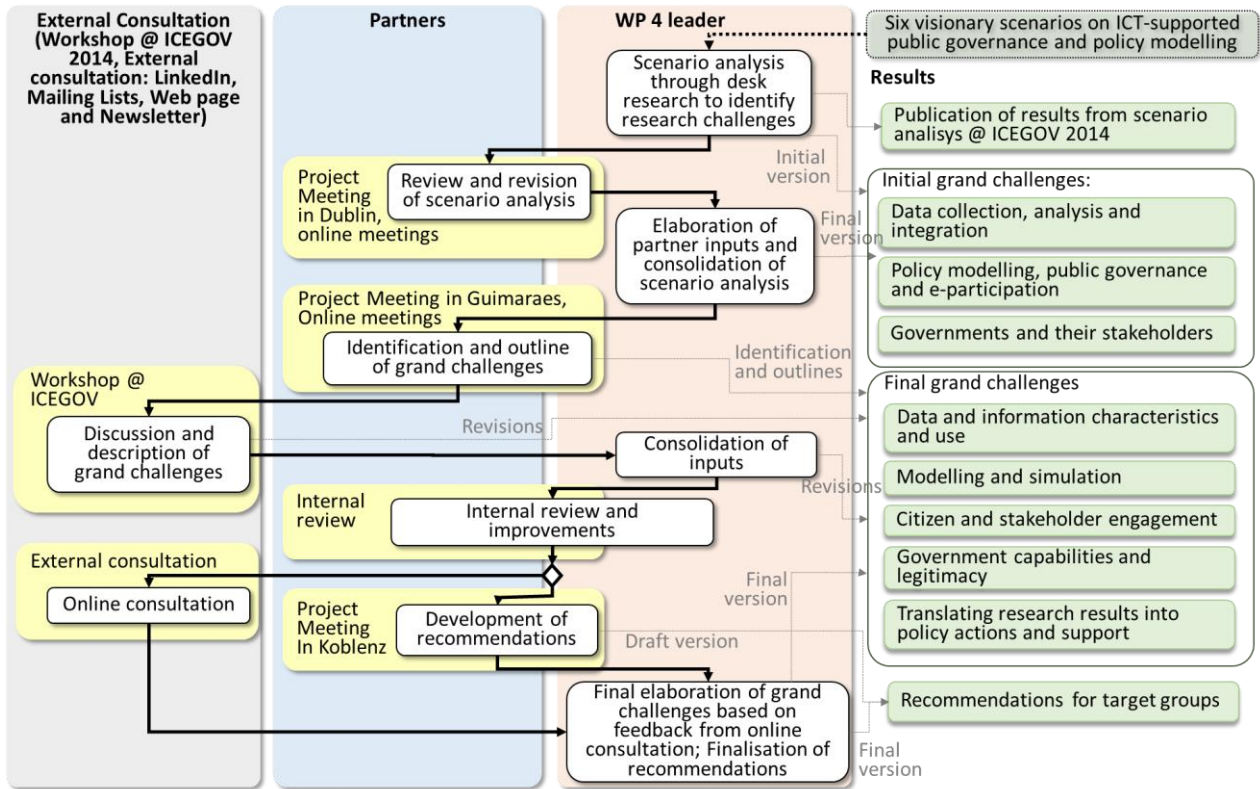 External Consultation
(Workshop @ ICEGOV
2014, External
consultation: LinkedIn,
Mailing Lists, Web page
and Newsletter)
Partners
WP 4 leader
Six visionary scenarios on ICT-supported
public governance and policy modelling
Results
Scenario analysis
through desk
research to identify
research challenges
Publication of results from scenario
analisys @ ICEGOV 2014
Initial
version
Project
Meeting
in Dublin,
online meetings
Review and revision
of scenario analysis
Elaboration of
partner inputs and
consolidation of
scenario analysis
Final
version
Initial grand challenges:
Data collection, analysis and
integration
Policy modelling, public governance
and e-participation
Governments and their stakeholders
Project Meeting in Guimaraes,
Online meetings
Identification and outline
of grand challenges
Identification
and outlines
Workshop @
ICEGOV
Discussion and
description of
grand challenges
Revisions
Consolidation of
inputs
Revisions
Final grand challenges
Data and information characteristics
and use
Modelling and simulation
Citizen and stakeholder engagement
Government capabilities and
legitimacy
Translating research results into
policy actions and support
Internal
review
Internal review and
improvements
External consultation
Online consultation
Final
version
Project
Meeting
In Koblenz
Development of
recommendations
Draft version
Final elaboration of grand
challenges based on
feedback from online
consultation; Finalisation of
recommendations
Recommendations for target groups
Final
version